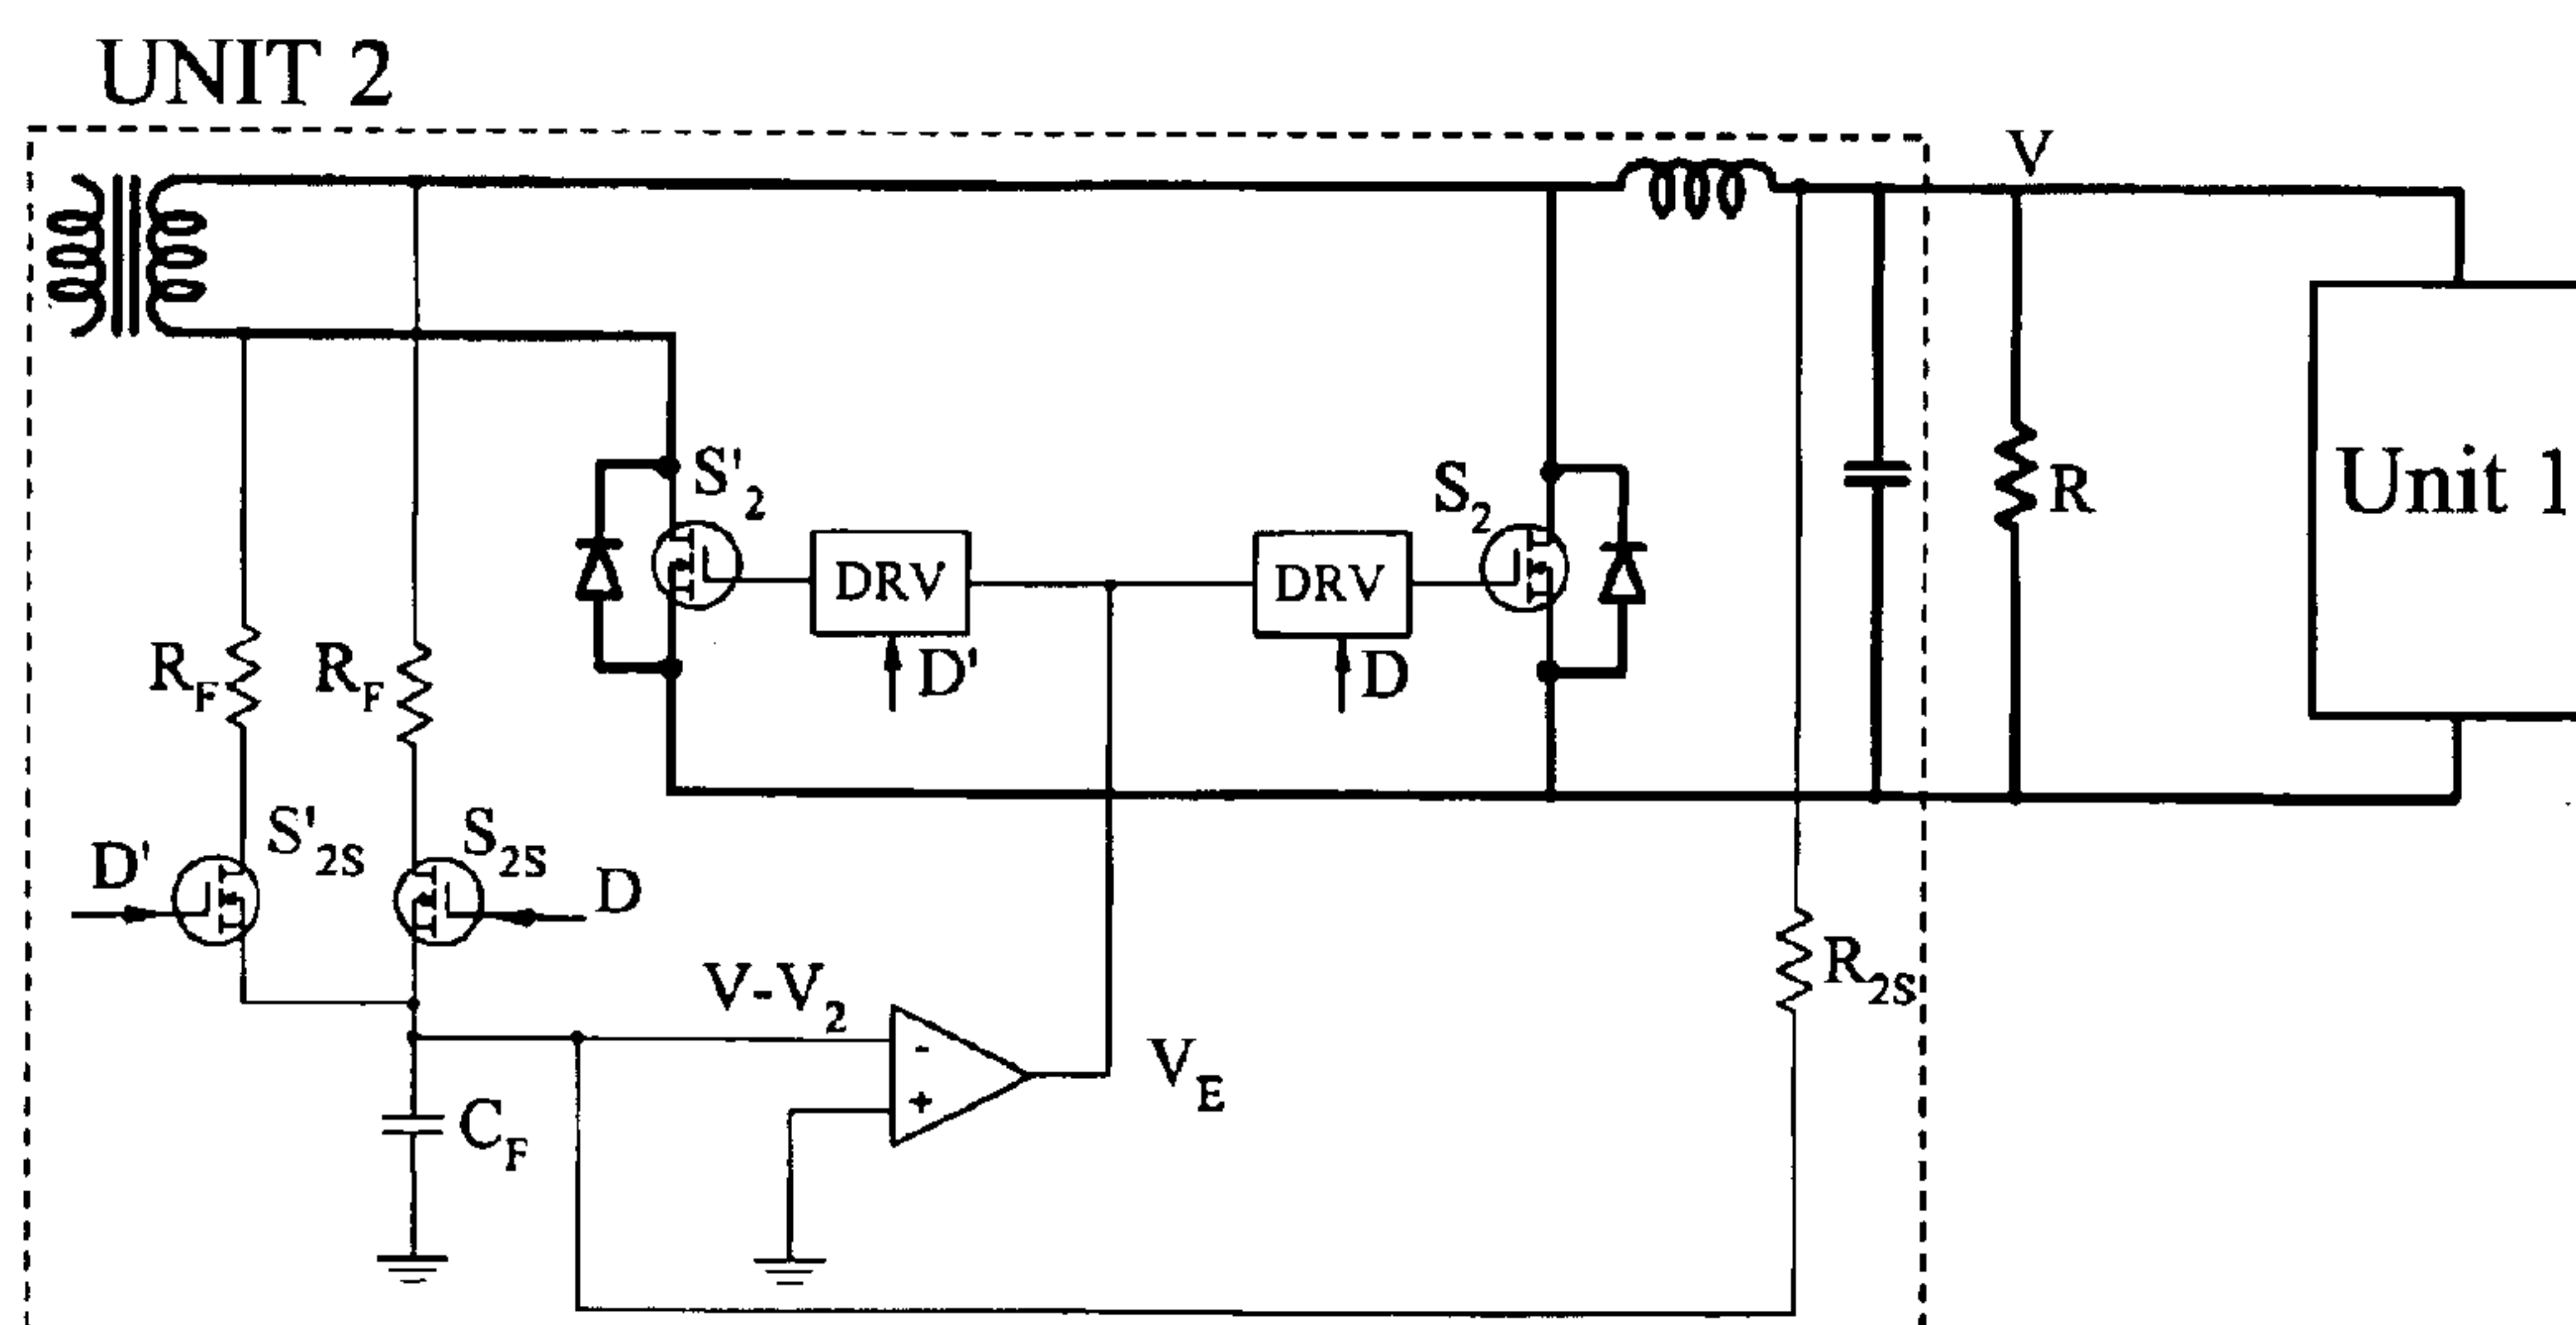 UNIT 2
V
S'2
S2
R
Unit 1
DRV
DRV
RF
RF
D'
D
S'2S
S2S
D'
D
R2S
V-V2
-
VE
+
CF